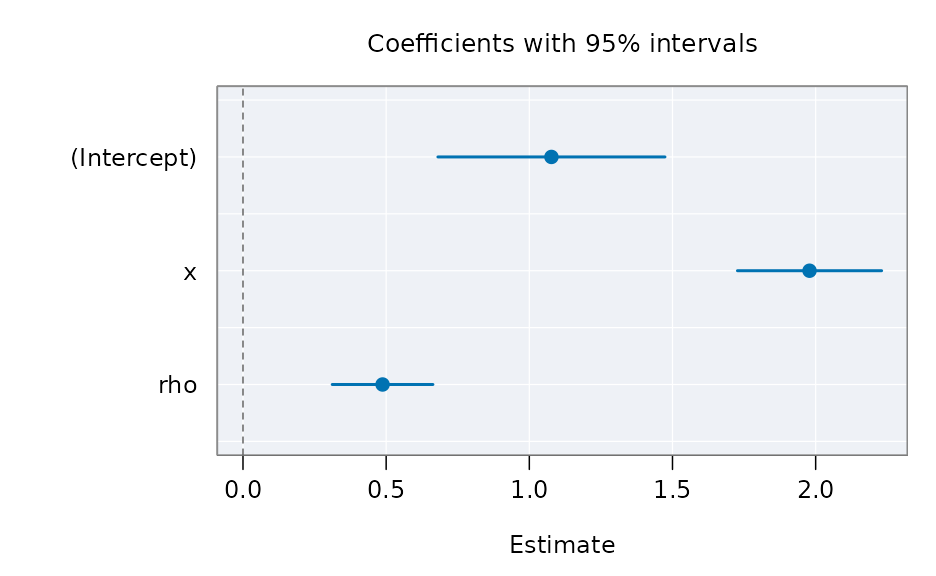 Coefficients with 95% intervals
(Intercept)
x
rho
0.0 0.5 1.0 1.5 2.0
Estimate